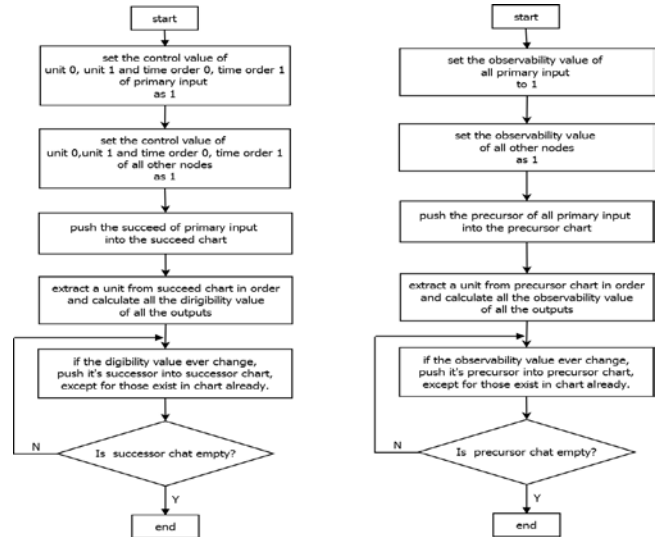 start
set the control value of
unit 0, unit 1 and time order 0, time order 1
of primary input
as 1
set the control value of
unit 0,unit 1 and time order 0, time order 1
of all other nodes
as 1
push the succeed of primary input
into the succeed chart
extract a unit from succeed chart in order
and calculate all the dirigibility value
of all the outputs
if the digibility value ever change,
push it's successor into successor chart,
except for those exist in chart already.
Is successor chat empty?
N
Y
end
start
set the observability value of
all primary input
to 1
set the observability value
of all other nodes
as 1
push the precursor of all primary input
into the precursor chart
extract a unit from precursor chart in order
and calculate all the observability value
of all the outputs
if the observability value ever change,
push it's precursor into precursor chart,
except for those exist in chart already.
Is precursor chat empty?
N
Y
end